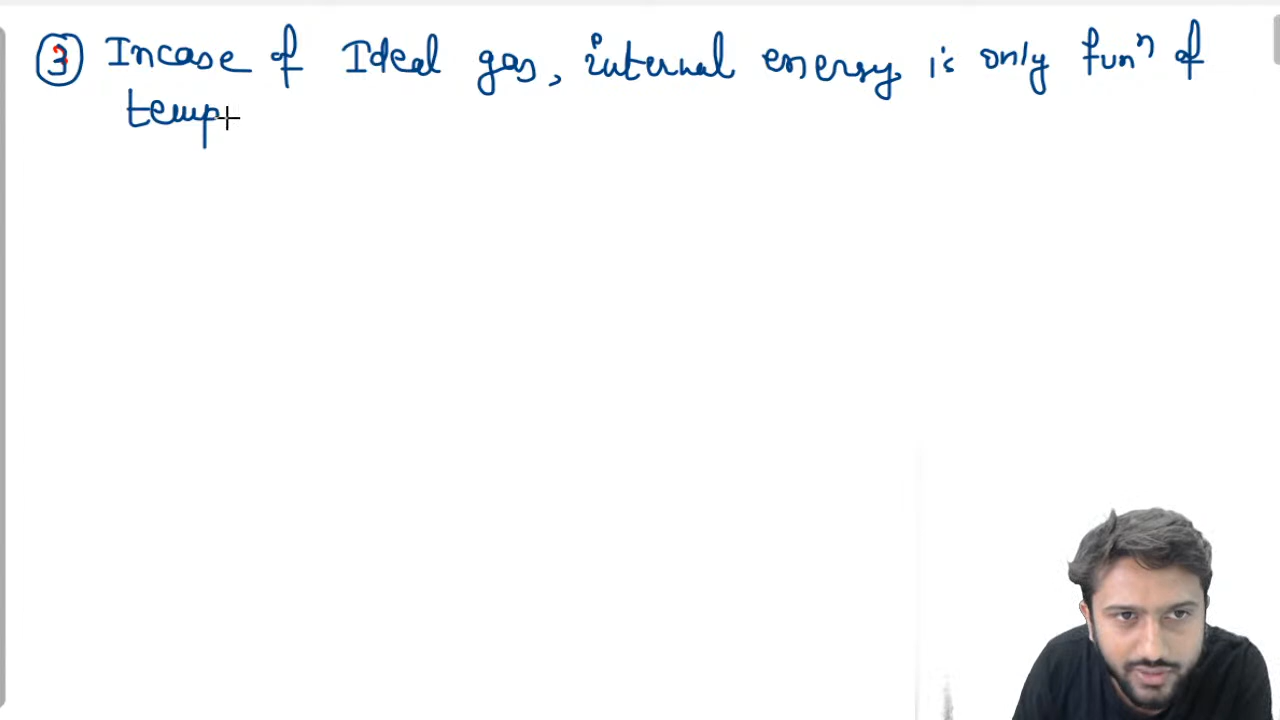 ③ Incase of Ideal gas, internal energy is only funⁿ of
temp